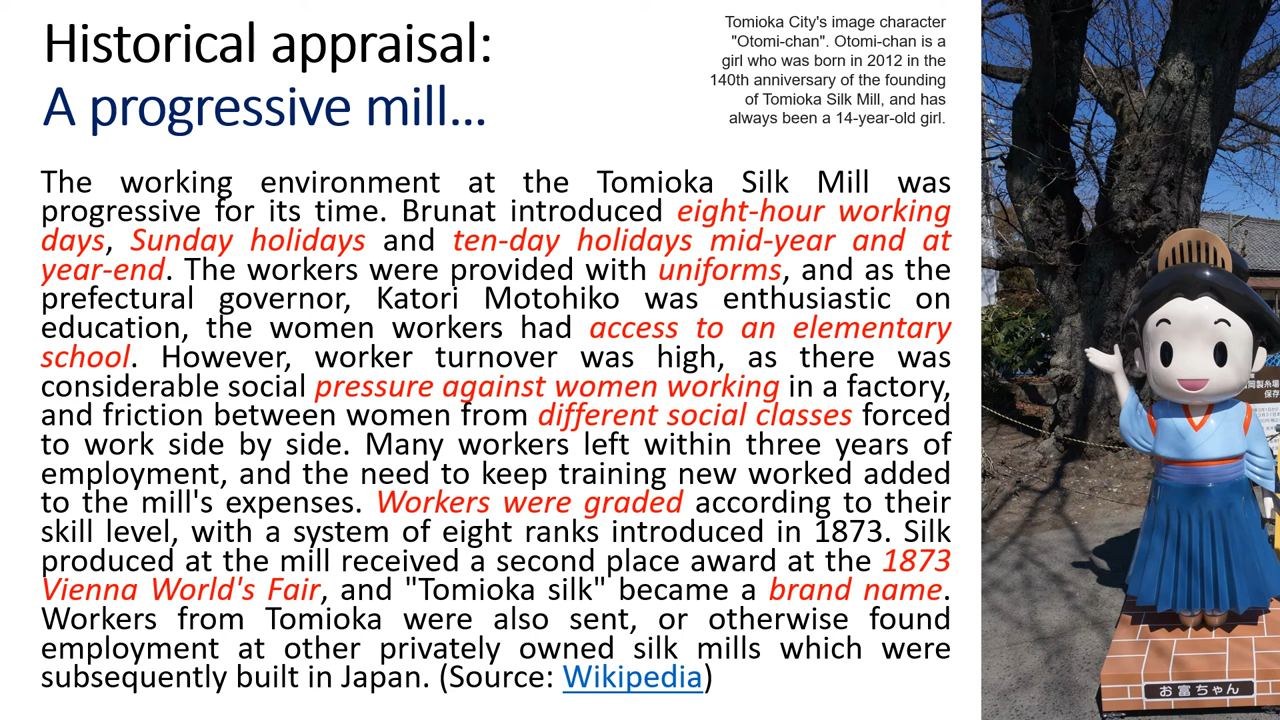 Historical appraisal:
A progressive mill...
Tomioka City's image character
"Otomi-chan". Otomi-chan is a
girl who was born in 2012 in the
140th anniversary of the founding
of Tomioka Silk Mill, and has
always been a 14-year-old girl.
The working environment at the Tomioka Silk Mill was
progressive for its time. Brunat introduced eight-hour working
days, Sunday holidays and ten-day holidays mid-year and at
year-end. The workers were provided with uniforms, and as the
prefectural governor, Katori Motohiko was enthusiastic on
education, the women workers had access to an elementary
school. However, worker turnover was high, as there was
considerable social pressure against women working in a factory,
and friction between women from different social classes forced
to work side by side. Many workers left within three years of
employment, and the need to keep training new worked added
to the mill's expenses. Workers were graded according to their
skill level, with a system of eight ranks introduced in 1873. Silk
produced at the mill received a second place award at the 1873
Vienna World's Fair, and "Tomioka silk" became a brand name.
Workers from Tomioka were also sent, or otherwise found
employment at other privately owned silk mills which were
subsequently built in Japan. (Source: Wikipedia)
岡製糸場
保存
お富ちゃん